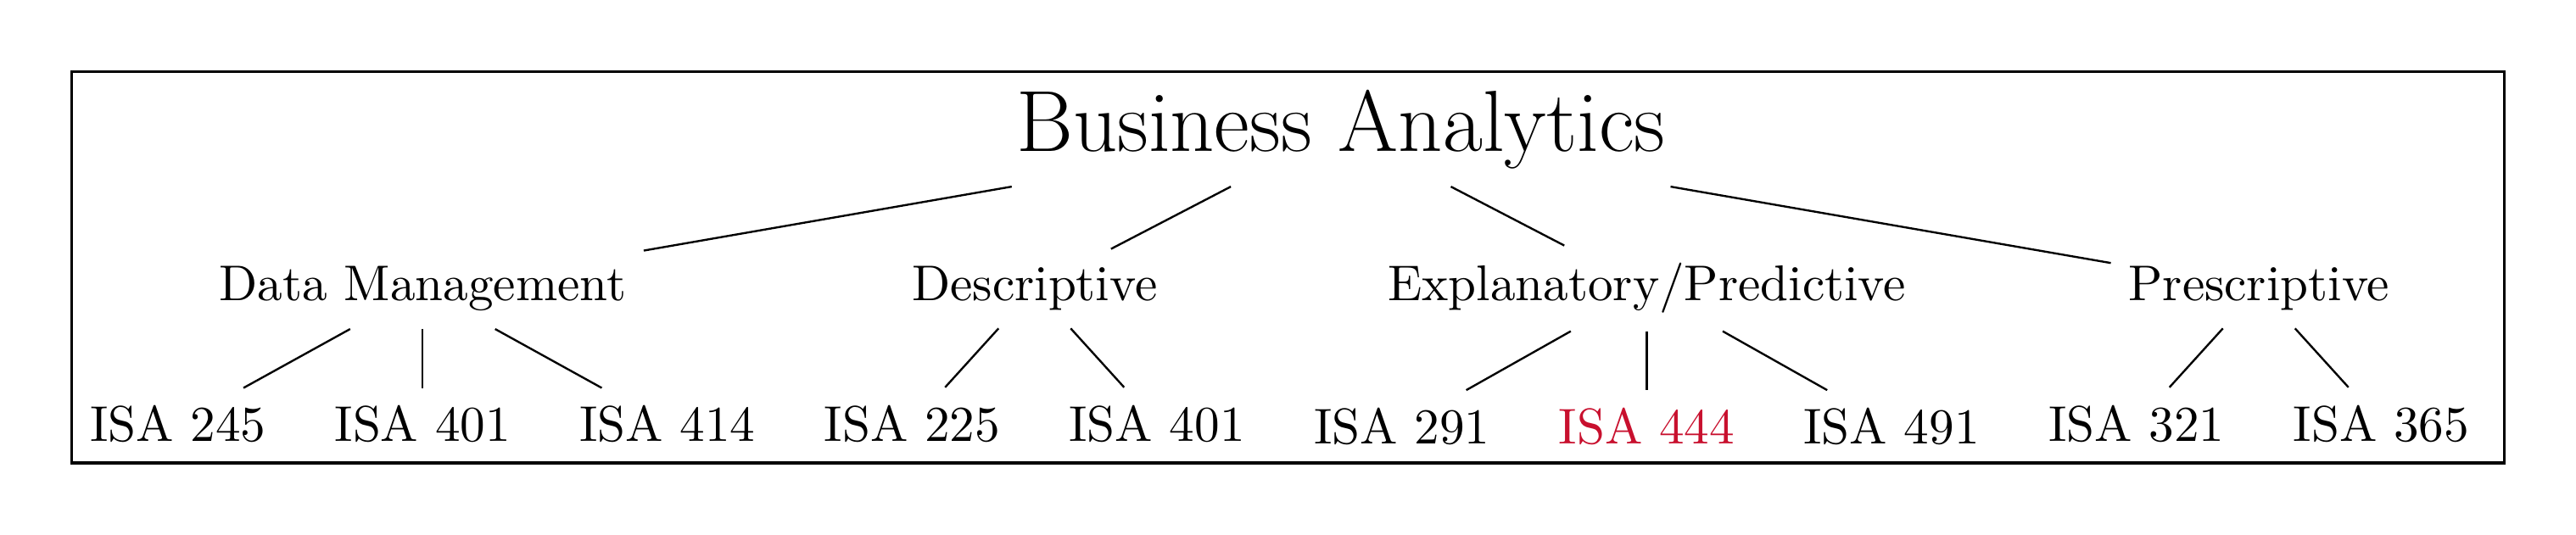 Business Analytics
Data Management Descriptive Explanatory/Predictive Prescriptive
ISA 245 ISA 401 ISA 414 ISA 225 ISA 401 ISA 291 ISA 444 ISA 491 ISA 321 ISA 365